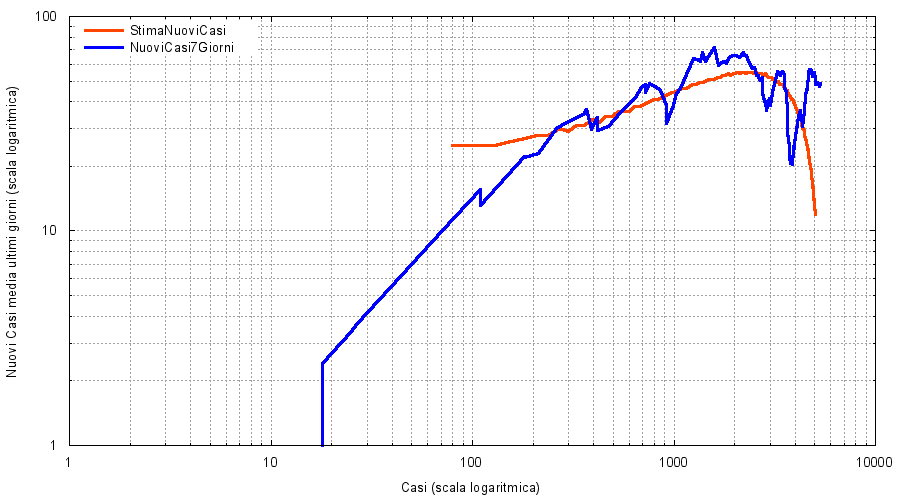 100
StimaNuoviCasi
NuoviCasi7Giorni
Nuovi Casi media ultimi giorni (scala logaritmica)
10
1
1 10 100 1000 10000
Casi (scala logaritmica)